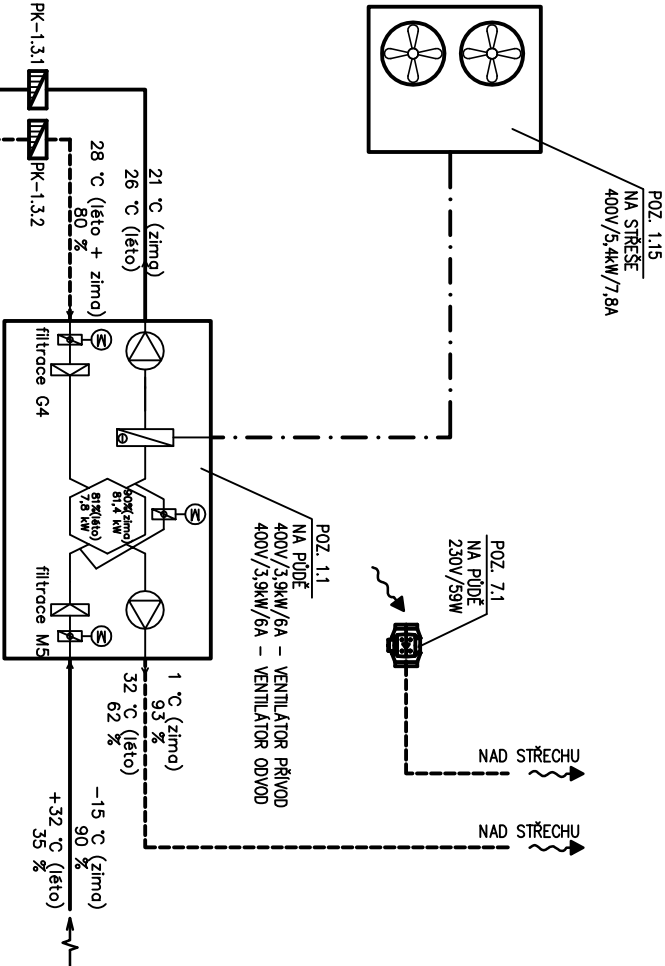 POZ. 1.15
NA STŘEŠE
400V/5,4kW/7,8A
POZ. 7.1
NA PŮDĚ
230V/59W
NAD STŘECHU
NAD STŘECHU
POZ. 1.1
NA PŮDĚ
400V/3,9kW/6A – VENTILÁTOR PŘÍVOD
400V/3,9kW/6A – VENTILÁTOR ODVOD
PK-1.3.1
PK-1.3.2
21 °C (zima)
26 °C (léto)
28 °C (léto + zima)
80 %
M
filtrace G4
M
90%(zima)
81,4 kW
81%(léto)
7,8 kW
filtrace M5
M
1 °C (zima)
93 %
32 °C (léto)
62 %
-15 °C (zima)
90 %
+32 °C (léto)
35 %